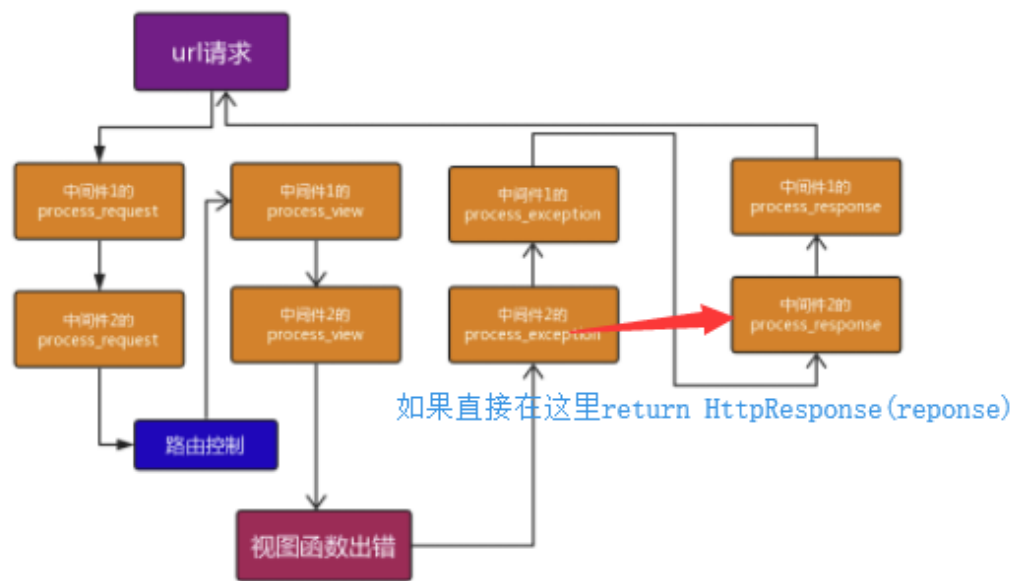 url请求
中间件1的
process_request
中间件1的
process_view
中间件1的
process_exception
中间件1的
process_response
中间件2的
process_request
中间件2的
process_view
中间件2的
process_exception
中间件2的
process_response
如果直接在这里return HttpResponse(reponse)
路由控制
视图函数出错